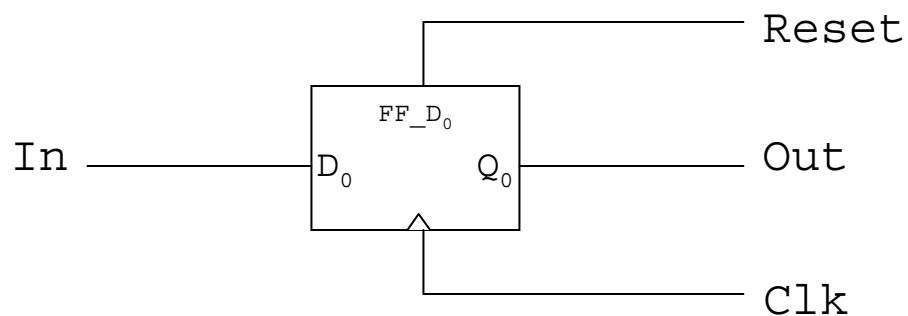 Reset
FF_D₀
In
D₀
Q₀
Out
Clk